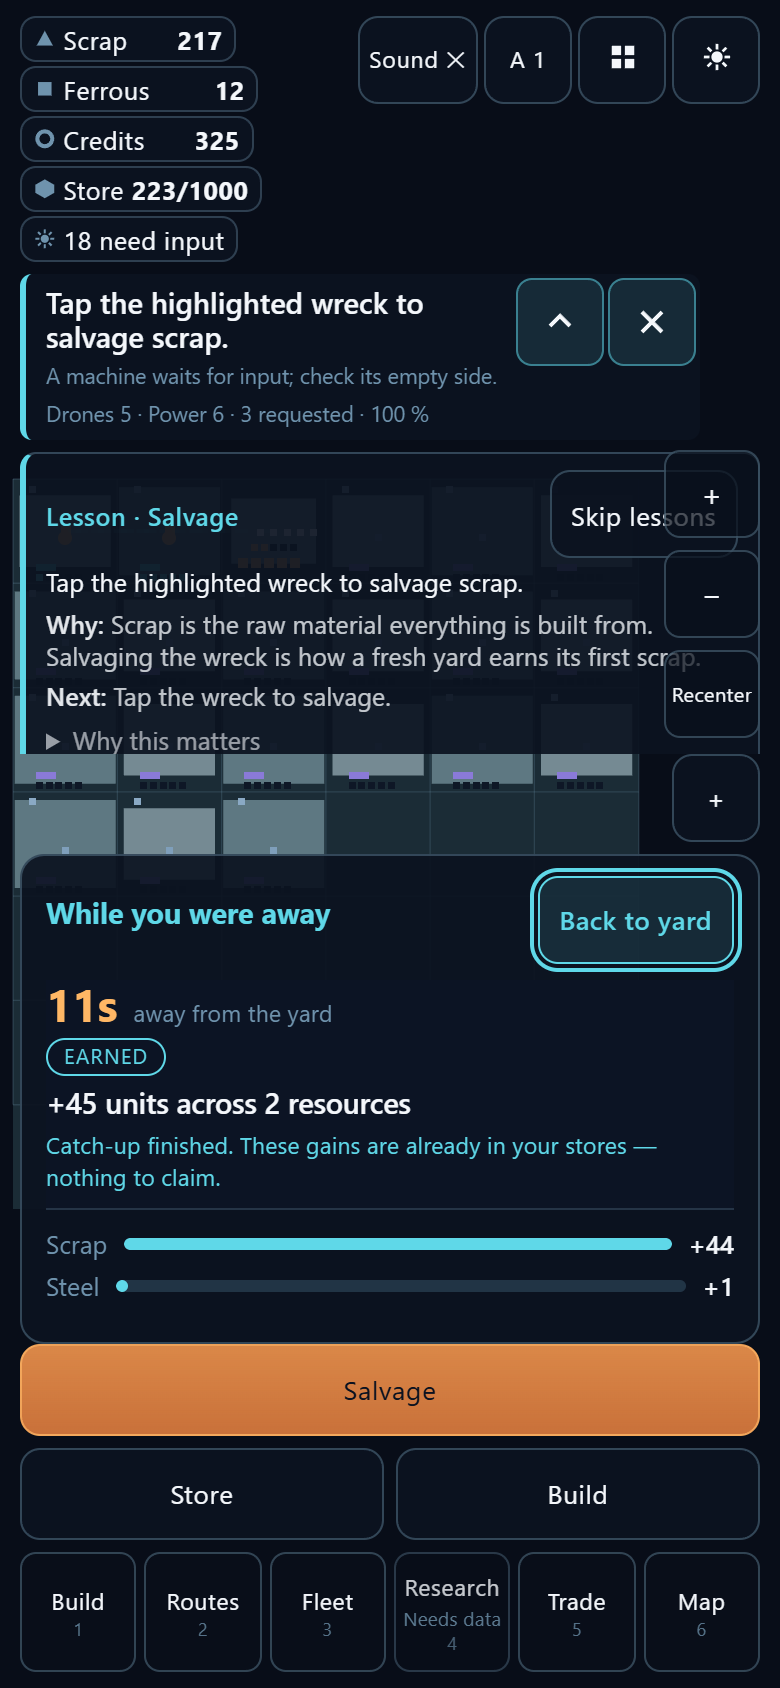 Scrap 217
Sound ✕
A 1
Ferrous 12
Credits 325
Store 223/1000
18 need input
Tap the highlighted wreck to
salvage scrap.
A machine waits for input; check its empty side.
Drones 5 · Power 6 · 3 requested · 100 %
Lesson · Salvage
Skip lessons
+
Tap the highlighted wreck to salvage scrap.
−
Why: Scrap is the raw material everything is built from.
Salvaging the wreck is how a fresh yard earns its first scrap.
Recenter
Next: Tap the wreck to salvage.
▶ Why this matters
+
While you were away
Back to yard
11s away from the yard
EARNED
+45 units across 2 resources
Catch-up finished. These gains are already in your stores —
nothing to claim.
Scrap +44
Steel +1
Salvage
Store
Build
Build
1
Routes
2
Fleet
3
Research
Needs data
4
Trade
5
Map
6